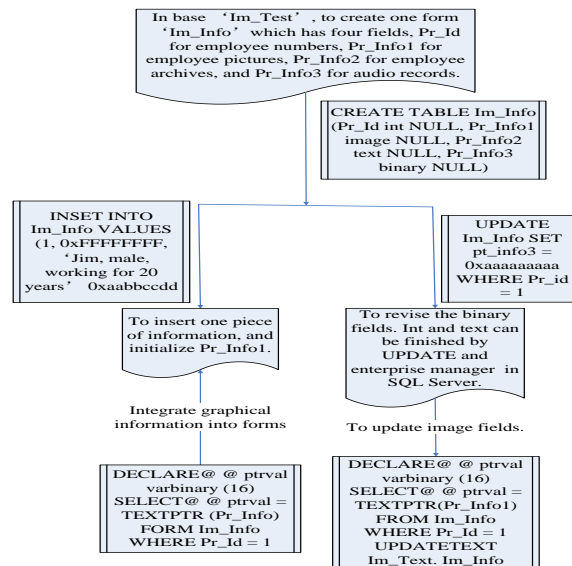 In base ‘Im_Test’, to create one form
‘Im_Info’ which has four fields, Pr_Id
for employee numbers, Pr_Info1 for
employee pictures, Pr_Info2 for employee
archives, and Pr_Info3 for audio records.
CREATE TABLE Im_Info
(Pr_Id int NULL, Pr_Info1
image NULL, Pr_Info2
text NULL, Pr_Info3
binary NULL)
INSET INTO
Im_Info VALUES
(1, 0xFFFFFFFF,
‘Jim, male,
working for 20
years’ 0xaabbccdd
UPDATE
Im_Info SET
pt_info3 =
0xaaaaaaaaa
WHERE Pr_id
= 1
To insert one piece
of information, and
initialize Pr_Info1.
To revise the binary
fields. Int and text can
be finished by
UPDATE and
enterprise manager in
SQL Server.
Integrate graphical
information into forms
To update image fields.
DECLARE@ @ ptrval
varbinary (16)
SELECT@ @ ptrval =
TEXTPTR (Pr_Info)
FORM Im_Info
WHERE Pr_Id = 1
DECLARE@ @ ptrval
varbinary (16)
SELECT@ @ ptrval =
TEXTPTR(Pr_Info1)
FROM Im_Info
WHERE Pr_Id = 1
UPDATETEXT
Im_Text. Im_Info